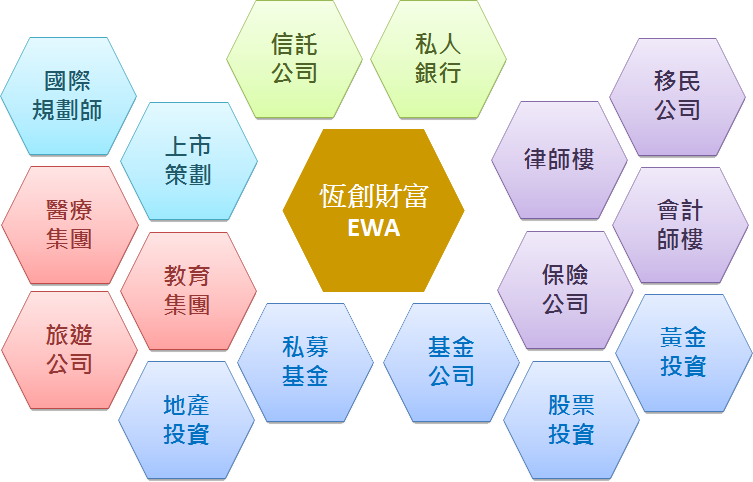 信託
公司
私人
銀行
國際
規劃師
移民
公司
上市
策劃
律師樓
恆創財富
EWA
醫療
集團
會計
師樓
教育
集團
保險
公司
旅遊
公司
私募
基金
基金
公司
黃金
投資
地產
投資
股票
投資